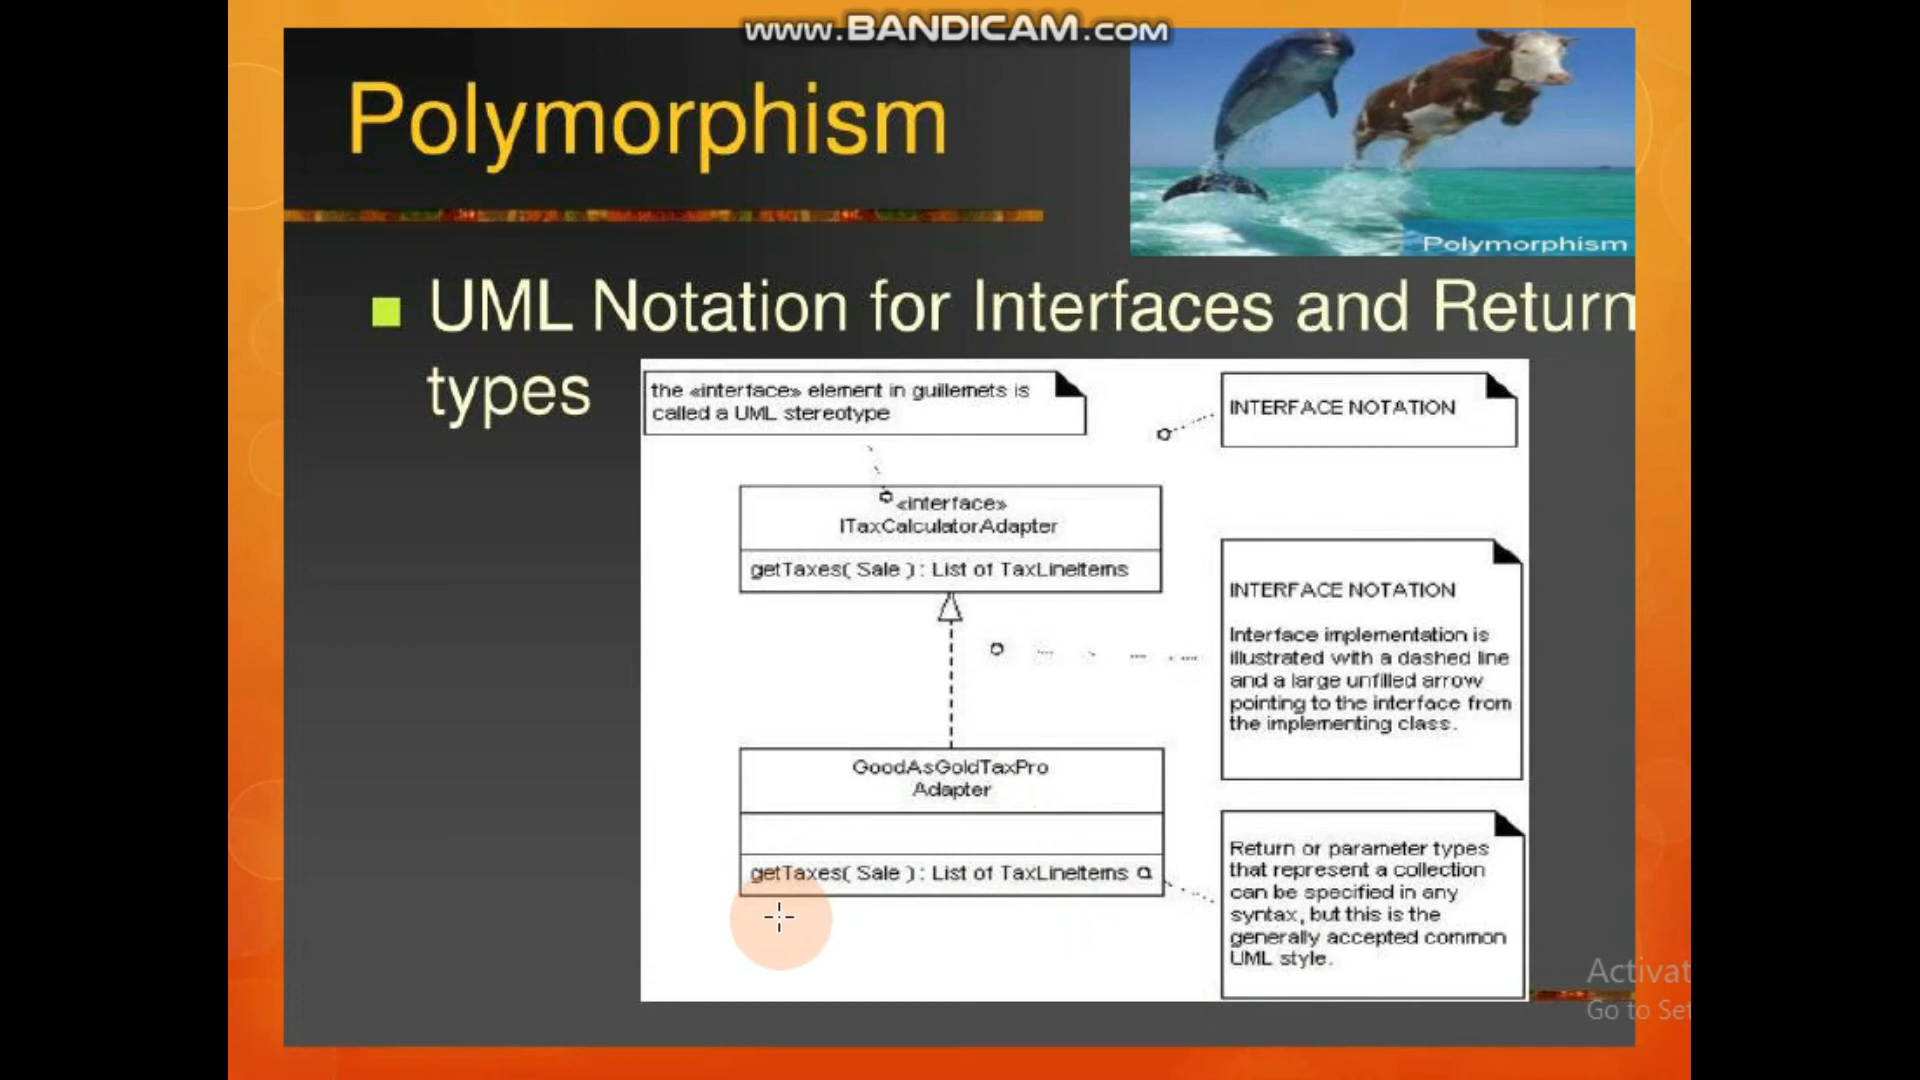 www.BANDICAM.com
Polymorphism
Polymorphism
UML Notation for Interfaces and Return
types
the «interface» element in guillemets is
called a UML stereotype
INTERFACE NOTATION
«interface»
ITaxCalculatorAdapter
getTaxes( Sale ) : List of TaxLineItems
INTERFACE NOTATION
Interface implementation is
illustrated with a dashed line
and a large unfilled arrow
pointing to the interface from
the implementing class.
GoodAsGoldTaxPro
Adapter
getTaxes( Sale ) : List of TaxLineItems
Return or parameter types
that represent a collection
can be specified in any
syntax, but this is the
generally accepted common
UML style.
Activat
Go to Set